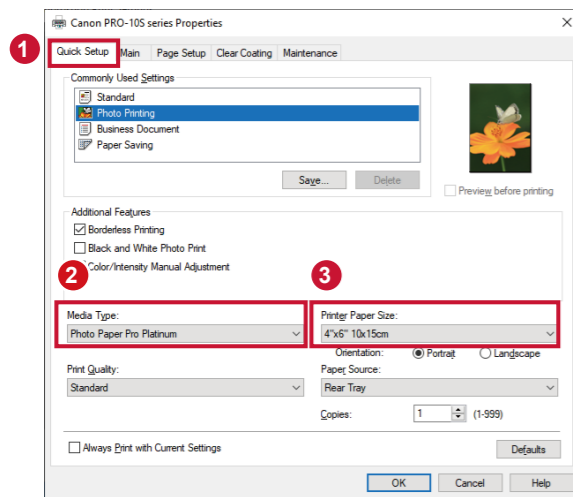 Canon PRO-10S series Properties
1
Quick Setup Main Page Setup Clear Coating Maintenance
Commonly Used Settings
Standard
Photo Printing
Business Document
Paper Saving
Save... Delete
Preview before printing
Additional Features
Borderless Printing
Black and White Photo Print
Color/Intensity Manual Adjustment
2 3
Media Type: Printer Paper Size:
Photo Paper Pro Platinum 4"x6" 10x15cm
Orientation: Portrait Landscape
Print Quality: Paper Source:
Standard Rear Tray
Copies: 1 (1-999)
Always Print with Current Settings Defaults
OK Cancel Help